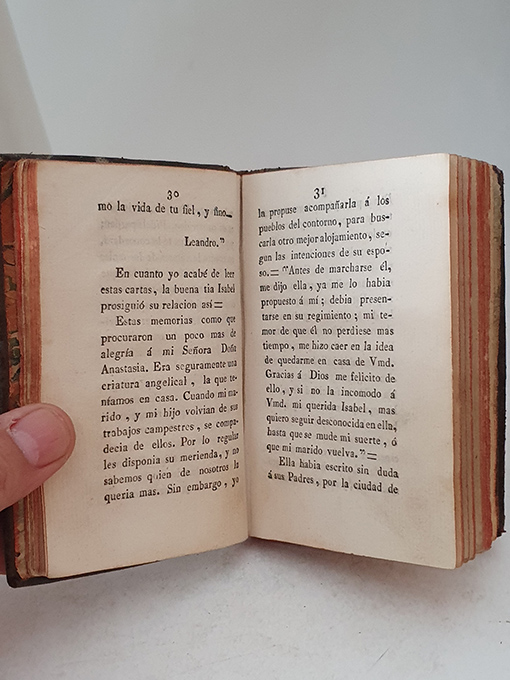 30
mo la vida de tu fiel, y fino
Leandro."
En cuanto yo acabé de leer
estas cartas, la buena tia Isabel
prosiguió su relacion así=
Estas memorias como que
procuraron un poco mas de
alegría á mi Señora Doña
Anastasia. Era seguramente una
criatura angelical, la que te-
níamos en casa. Cuando mi ma-
rido, y mi hijo volvian de sus
trabajos campestres, se compa-
decia de ellos. Por lo regular
les disponia su merienda, y no
sabemos quien de nosotros la
queria mas. Sin embargo, yo
31
la propuse acompañarla á los
pueblos del contorno, para bus-
carla otro mejor alojamiento, se-
gun las intenciones de su espo-
so.= "Antes de marcharse él,
me dijo ella, ya me lo habia
propuesto á mí; debia presen-
tarse en su regimiento; mi te-
mor de que él no perdiese mas
tiempo, me hizo caer en la idea
de quedarme en casa de Vmd.
Gracias á Dios me felicito de
ello, y si no la incomodo á
Vmd. mi querida Isabel, mas
quiero seguir desconocida en ella,
hasta que se mude mi suerte, ó
que mi marido vuelva."=
Ella habia escrito sin duda
á sus Padres, por la ciudad de